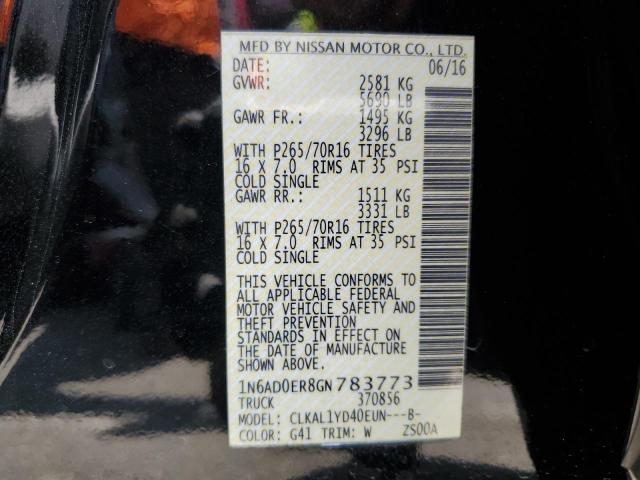 MFD BY NISSAN MOTOR CO., LTD.
DATE: 06/16
GVWR: 2581 KG
5690 LB
GAWR FR.: 1495 KG
3296 LB
WITH P265/70R16 TIRES
16 X 7.0 RIMS AT 35 PSI
COLD SINGLE
GAWR RR.: 1511 KG
3331 LB
WITH P265/70R16 TIRES
16 X 7.0 RIMS AT 35 PSI
COLD SINGLE
THIS VEHICLE CONFORMS TO
ALL APPLICABLE FEDERAL
MOTOR VEHICLE SAFETY AND
THEFT PREVENTION
STANDARDS IN EFFECT ON
THE DATE OF MANUFACTURE
SHOWN ABOVE.
1N6AD0ER8GN 783773
TRUCK 370856
MODEL: CLKAL1YD40EUN---B-
COLOR: G41 TRIM: W ZS00A